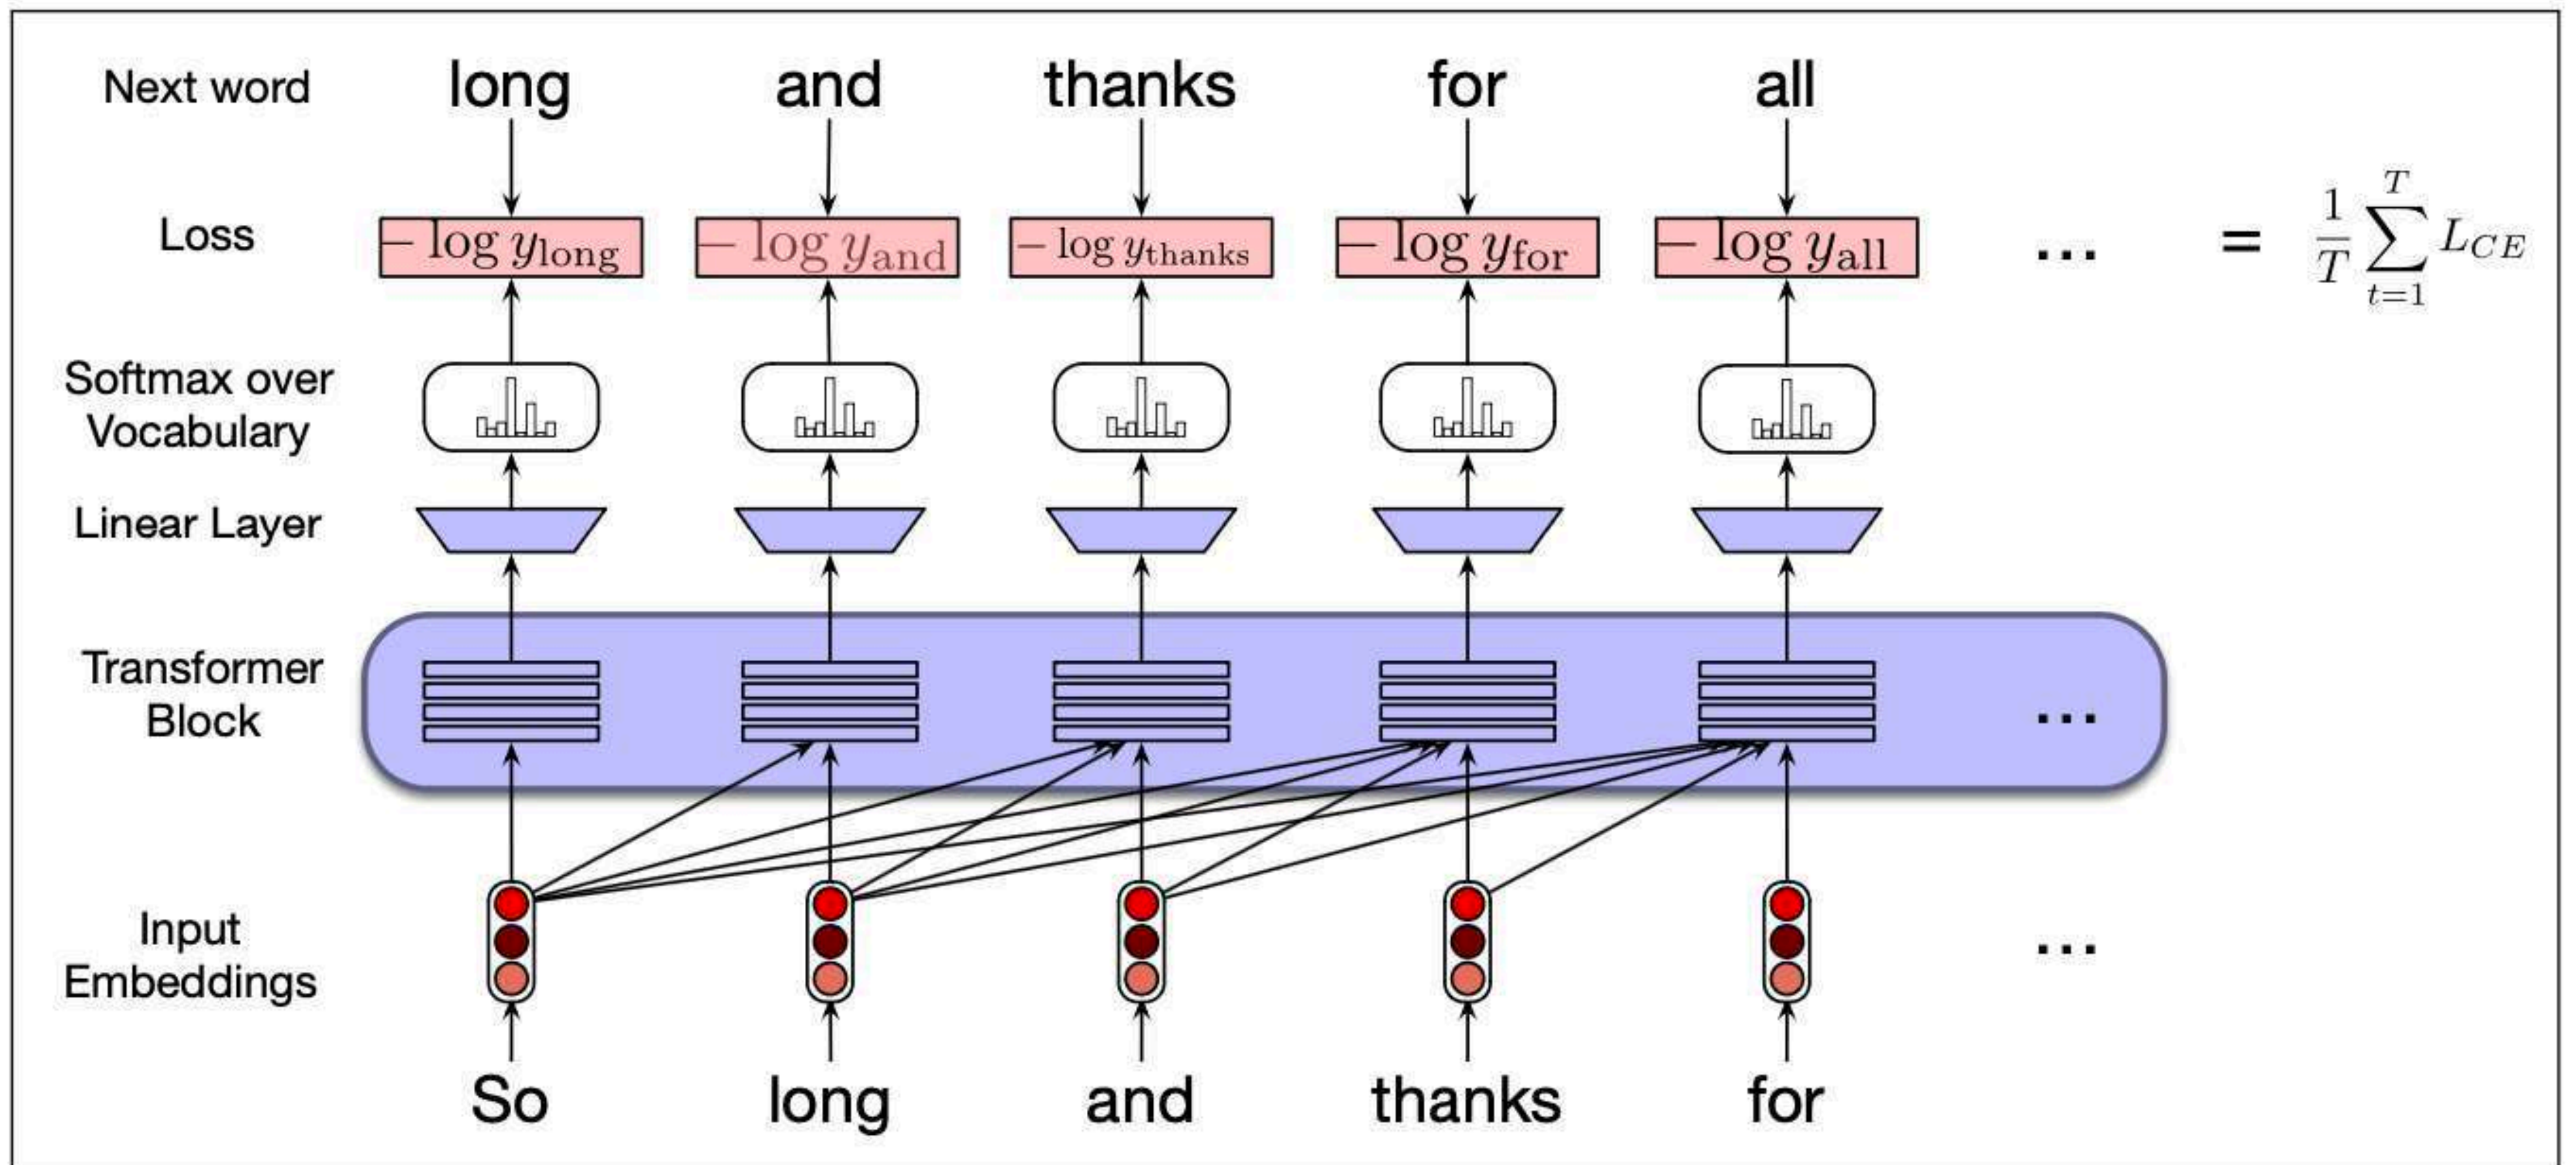 Next word long and thanks for all
Loss − log y_long − log y_and − log y_thanks − log y_for − log y_all ... = 1/T ∑_{t=1}^{T} L_CE
Softmax over
Vocabulary
Linear Layer
Transformer
Block ...
Input
Embeddings ...
So long and thanks for